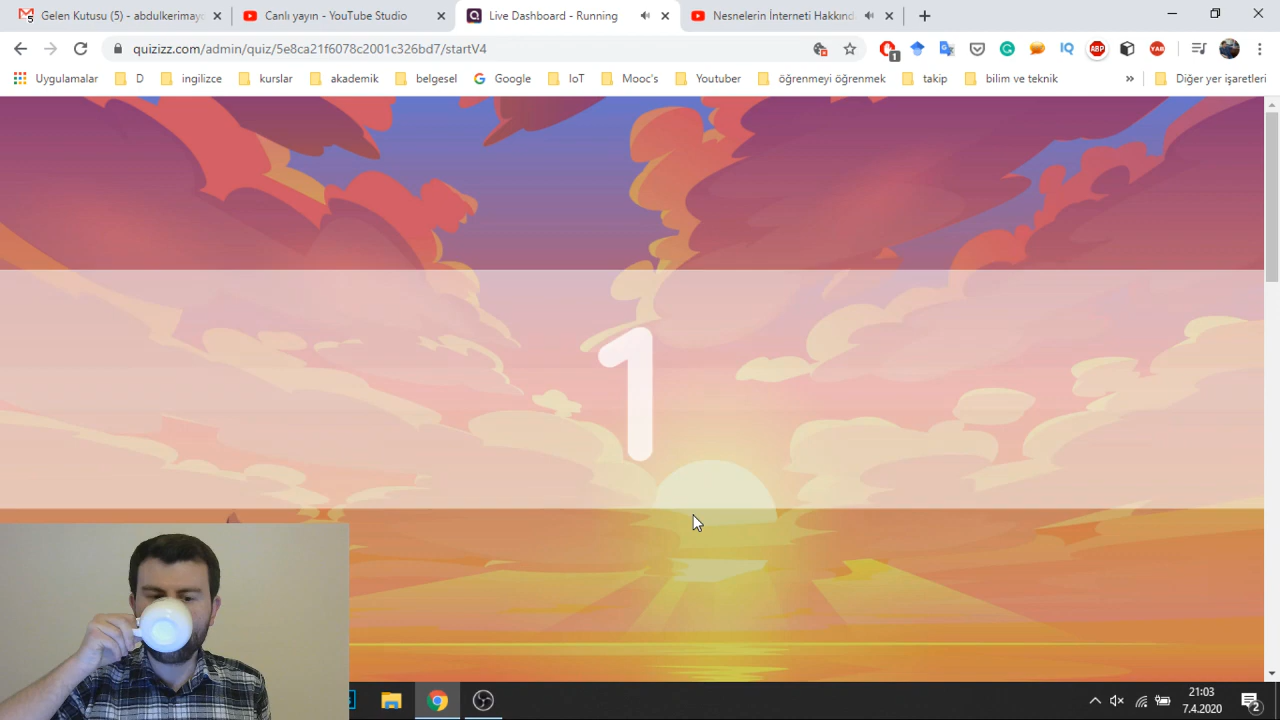 Gelen Kutusu (5) - abdulkerimayto
Canlı yayın - YouTube Studio
Live Dashboard - Running
Nesnelerin İnterneti Hakkınd
quizizz.com/admin/quiz/5e8ca21f6078c2001c326bd7/startV4
Uygulamalar
D
ingilizce
kurslar
akademik
belgesel
Google
IoT
Mooc's
Youtuber
öğrenmeyi öğrenmek
takip
bilim ve teknik
»
Diğer yer işaretleri
1
21:03
7.4.2020
2